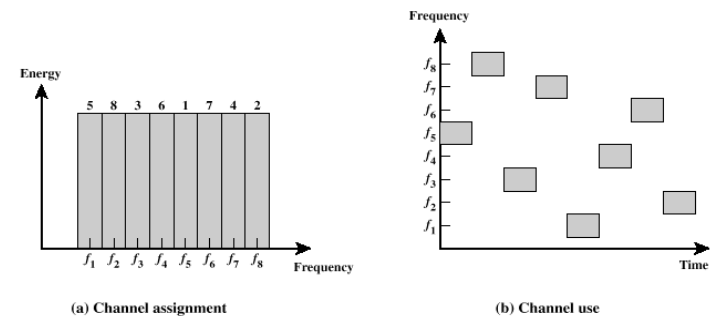 Energy
5 8 3 6 1 7 4 2
f1 f2 f3 f4 f5 f6 f7 f8
Frequency
(a) Channel assignment
Frequency
f8
f7
f6
f5
f4
f3
f2
f1
Time
(b) Channel use